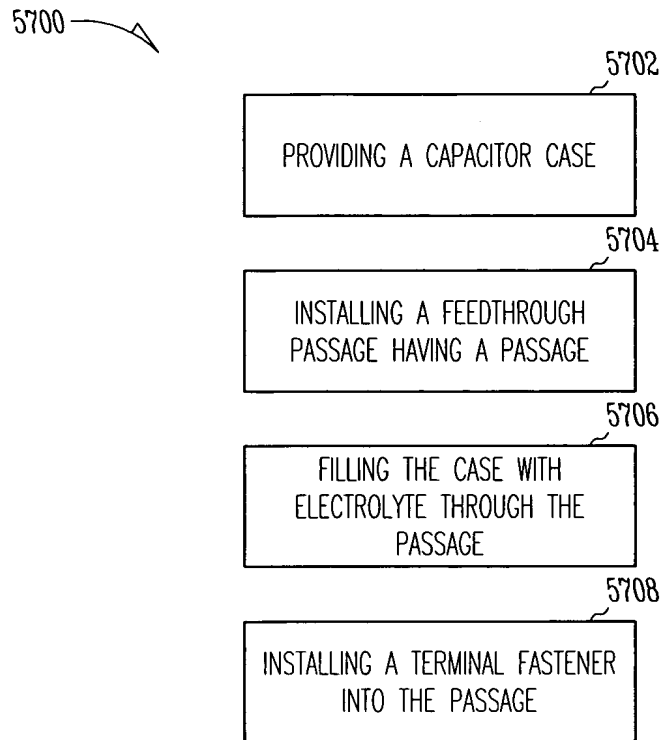 5700
5702
PROVIDING A CAPACITOR CASE
5704
INSTALLING A FEEDTHROUGH
PASSAGE HAVING A PASSAGE
5706
FILLING THE CASE WITH
ELECTROLYTE THROUGH THE
PASSAGE
5708
INSTALLING A TERMINAL FASTENER
INTO THE PASSAGE